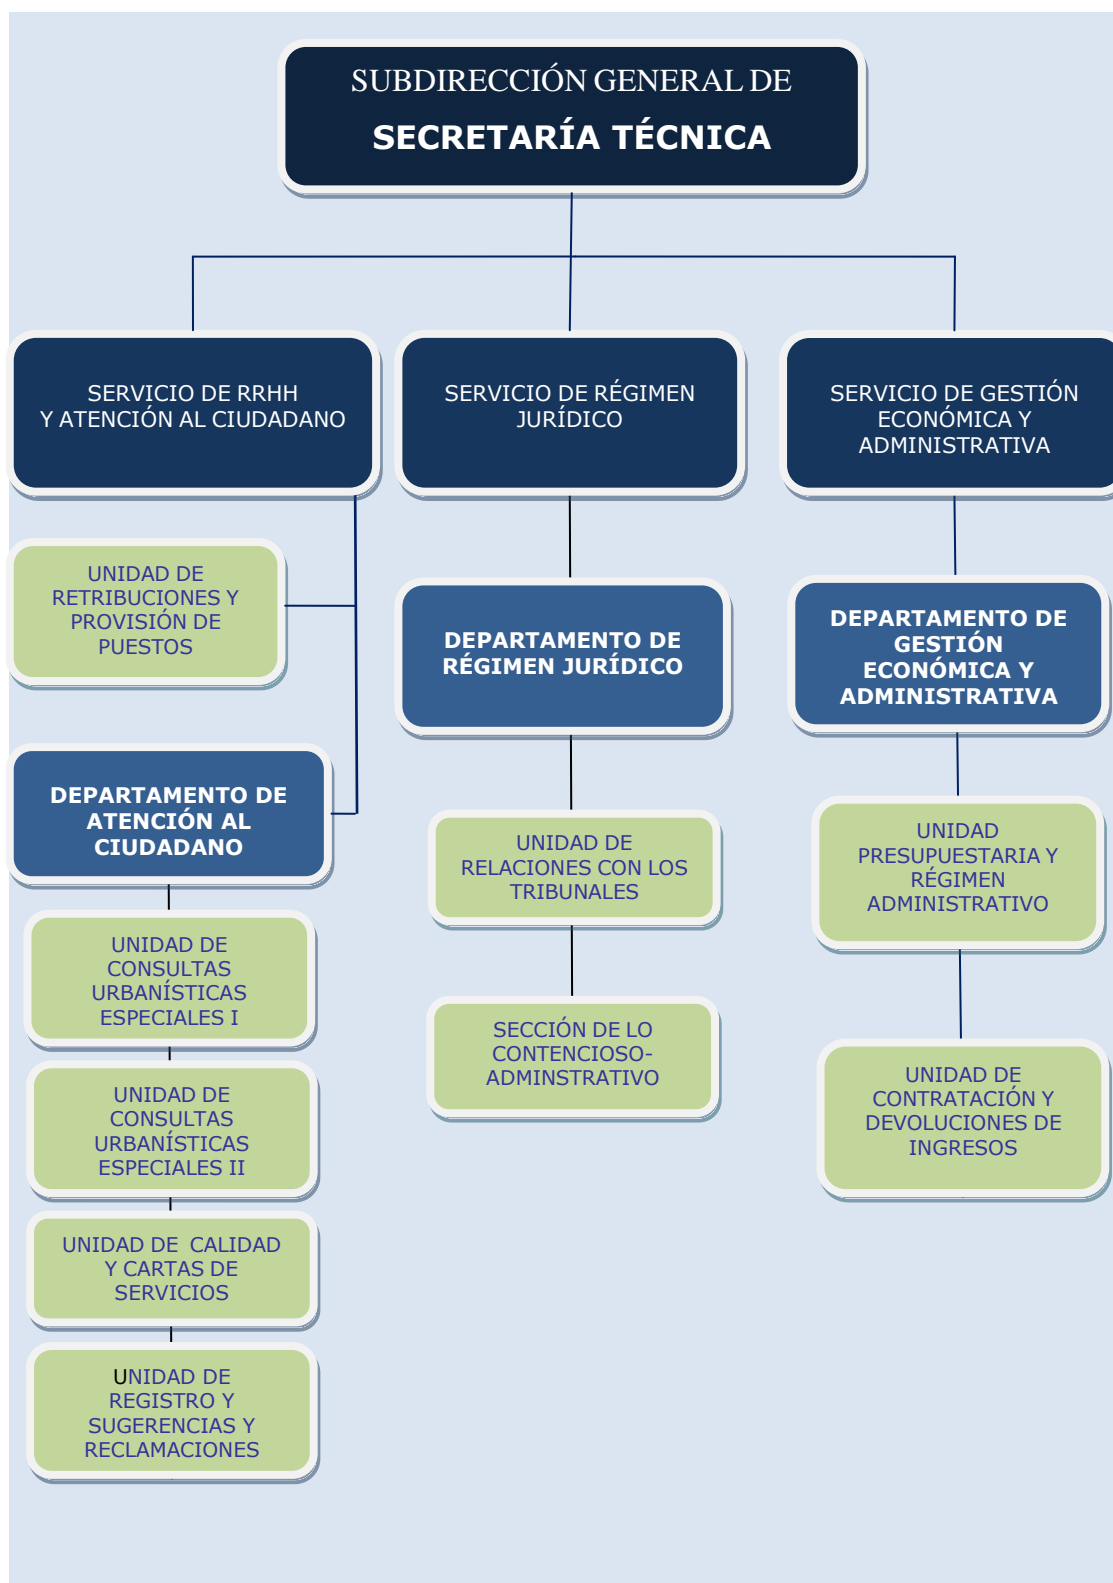 SUBDIRECCIÓN GENERAL DE
SECRETARÍA TÉCNICA
SERVICIO DE RRHH
Y ATENCIÓN AL CIUDADANO
SERVICIO DE RÉGIMEN
JURÍDICO
SERVICIO DE GESTIÓN
ECONÓMICA Y
ADMINISTRATIVA
UNIDAD DE
RETRIBUCIONES Y
PROVISIÓN DE
PUESTOS
DEPARTAMENTO DE
RÉGIMEN JURÍDICO
DEPARTAMENTO DE
GESTIÓN
ECONÓMICA Y
ADMINISTRATIVA
DEPARTAMENTO DE
ATENCIÓN AL
CIUDADANO
UNIDAD DE
RELACIONES CON LOS
TRIBUNALES
UNIDAD
PRESUPUESTARIA Y
RÉGIMEN
ADMINISTRATIVO
UNIDAD DE
CONSULTAS
URBANÍSTICAS
ESPECIALES I
SECCIÓN DE LO
CONTENCIOSO-
ADMINSTRATIVO
UNIDAD DE
CONTRATACIÓN Y
DEVOLUCIONES DE
INGRESOS
UNIDAD DE
CONSULTAS
URBANÍSTICAS
ESPECIALES II
UNIDAD DE  CALIDAD
Y CARTAS DE
SERVICIOS
UNIDAD DE
REGISTRO Y
SUGERENCIAS Y
RECLAMACIONES